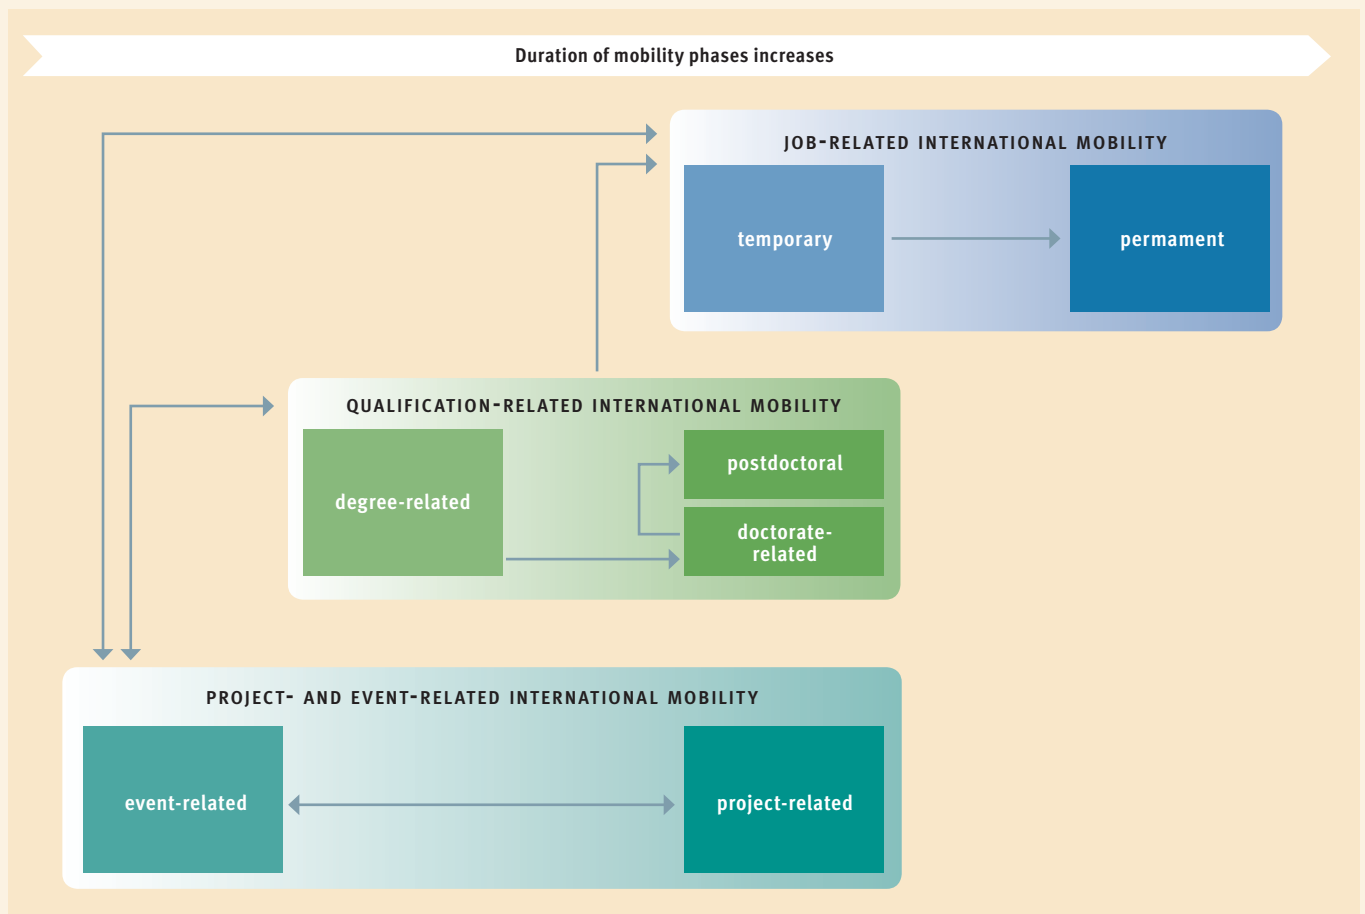 Duration of mobility phases increases
JOB-RELATED INTERNATIONAL MOBILITY
temporary
permament
QUALIFICATION-RELATED INTERNATIONAL MOBILITY
degree-related
postdoctoral
doctorate-
related
PROJECT- AND EVENT-RELATED INTERNATIONAL MOBILITY
event-related
project-related